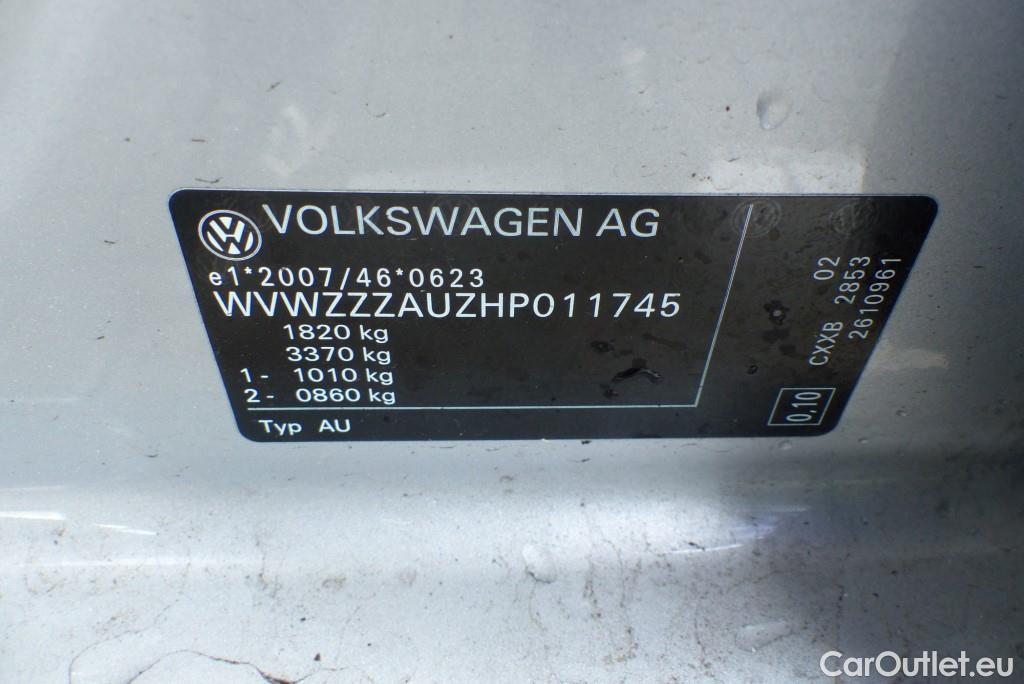 VOLKSWAGEN AG
e1*2007/46*0623
WVWZZZAUZHP011745
1820 kg
3370 kg
1- 1010 kg
2- 0860 kg
Typ AU
02
CXXB 2853
2610961
0,10
CarOutlet.eu